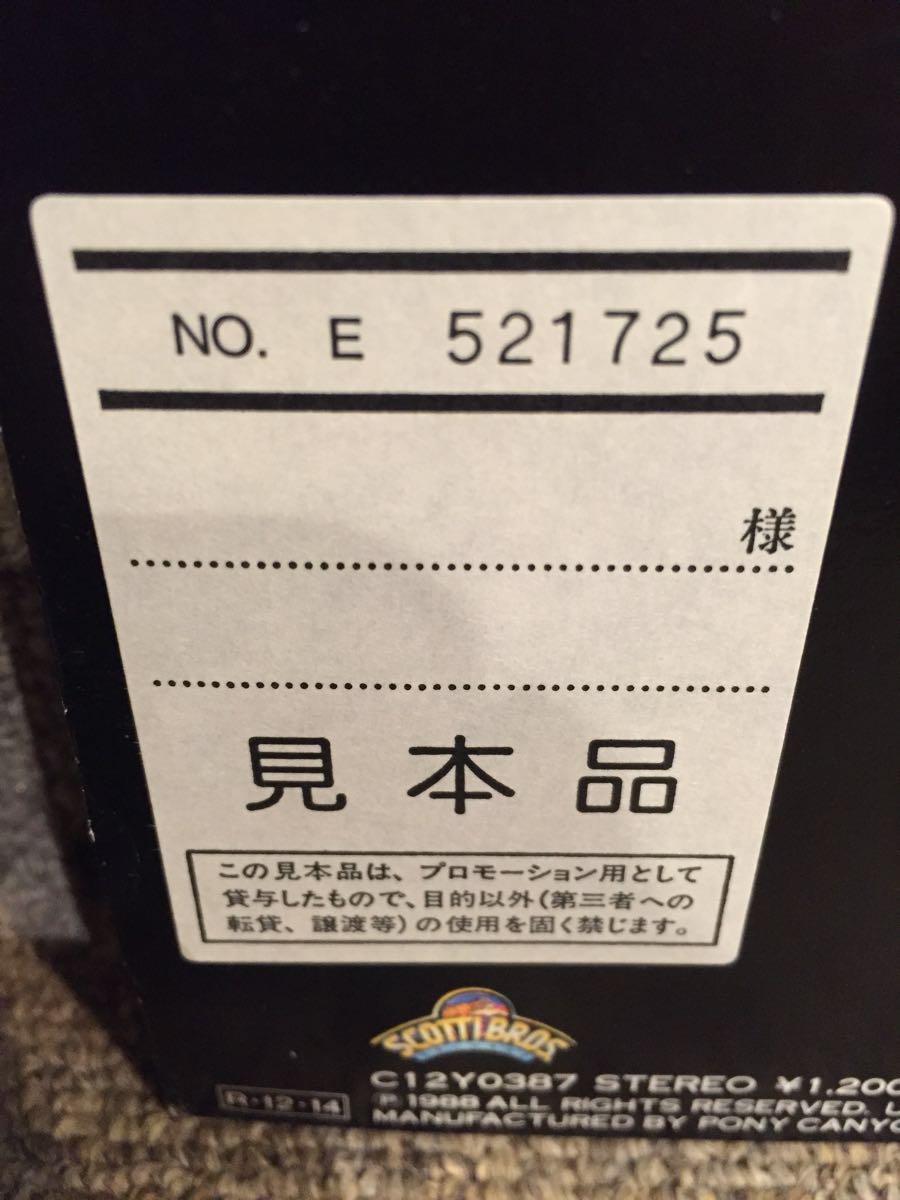 NO. E 521725
様
見本品
この見本品は、プロモーション用として
貸与したもので、目的以外(第三者への
転貸、譲渡等)の使用を固く禁じます。
SCOTTI BROS
C12Y0387 STEREO ¥1.200
R・12・14
℗ 1988 ALL RIGHTS RESERVED. U
MANUFACTURED BY PONY CANYO